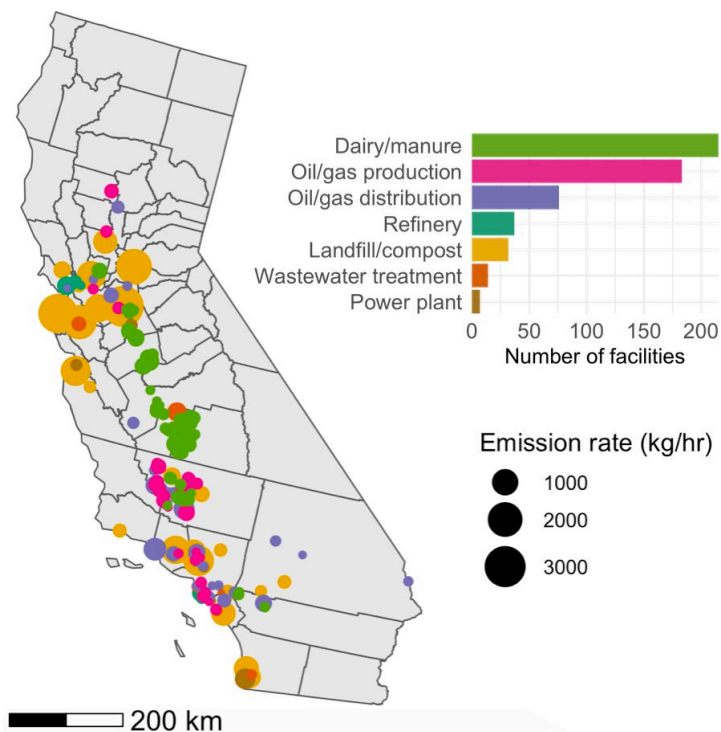 Dairy/manure
Oil/gas production
Oil/gas distribution
Refinery
Landfill/compost
Wastewater treatment
Power plant
0 50 100 150 200
Number of facilities
Emission rate (kg/hr)
1000
2000
3000
200 km